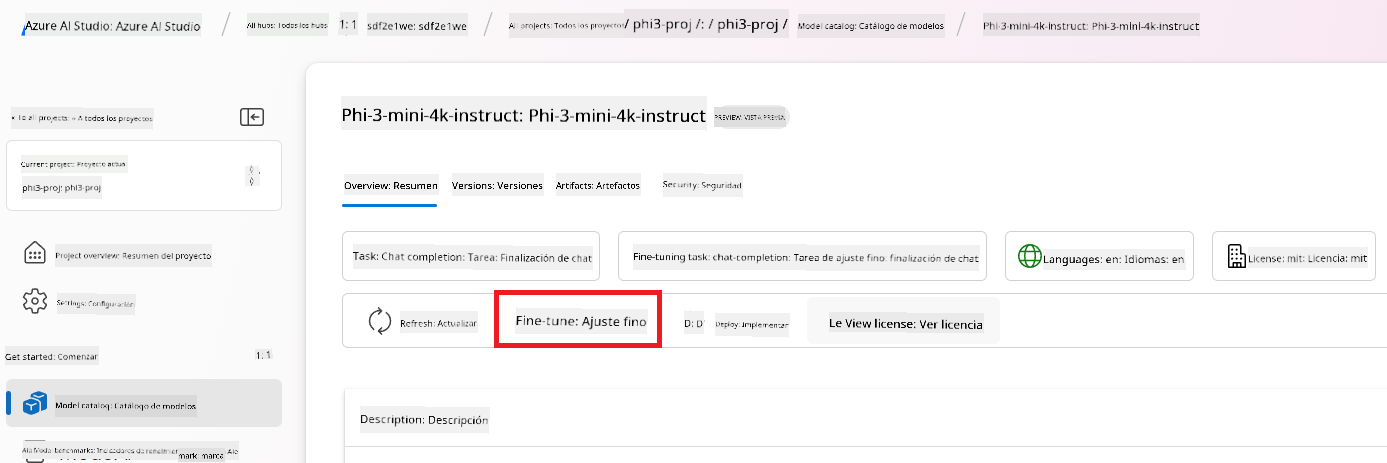 Azure AI Studio: Azure AI Studio / All hubs: Todos los hubs 1: 1 sdf2e1we: sdf2e1we / All projects: Todos los proyectos / phi3-proj /: / phi3-proj / Model catalog: Catálogo de modelos / Phi-3-mini-4k-instruct: Phi-3-mini-4k-instruct
all projects: « A todos los proyectos
Current project: Proyecto actua
phi3-proj: phi3-proj
Project overview: Resumen del proyecto
Settings: Configuración
Get started: Comenzar 1: 1
Model catalog: Catálogo de modelos
benchmarks: Indicadores de
mark: marca
Phi-3-mini-4k-instruct: Phi-3-mini-4k-instruct PREVIEW: VISTA PREVIA
Overview: Resumen Versions: Versiones Artifacts: Artefactos Security: Seguridad
Task: Chat completion: Tarea: Finalización de chat Fine-tuning task: chat-completion: Tarea de ajuste fino: finalización de chat Languages: en: Idiomas: en License: mit: Licencia: mit
Refresh: Actualizar Fine-tune: Ajuste fino D: D Deploy: Implementar Le View license: Ver licencia
Description: Descripción